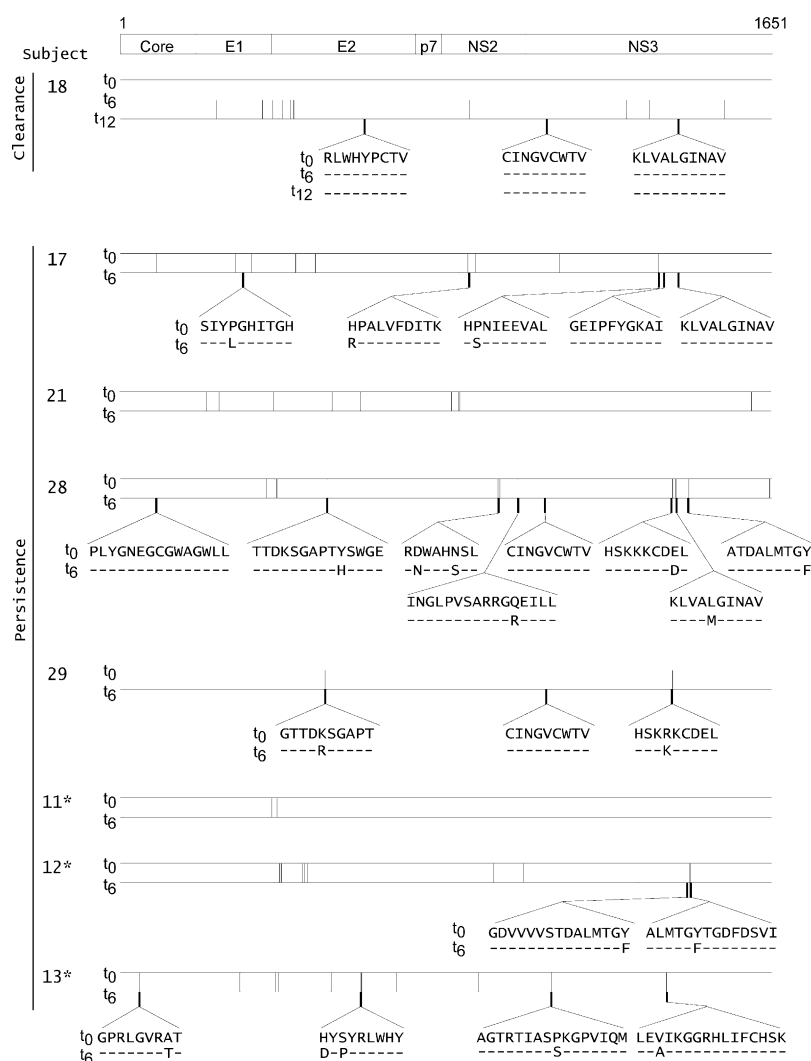 1 1651
Subject Core E1 E2 p7 NS2 NS3
Clearance
18 t0
t6
t12
t0 RLWHYPCTV CINGVCWTV KLVALGINAV
t6 --------- --------- ----------
t12 --------- --------- ----------
Persistence
17 t0
t6
t0 SIYPGHITGH HPALVFDITK HPNIEEVAL GEIPFYGKAI KLVALGINAV
t6 ---L------ R--------- -S------- ---------- ----------
21 t0
t6
28 t0
t6
t0 PLYGNEGCGWAGWLL TTDKSGAPTYSWGE RDWAHNSL CINGVCWTV HSKKKCDEL ATDALMTGY
t6 --------------- ---------H---- -N---S-- --------- -------D- --------F
INGLPVSARRGQEILL KLVALGINAV
-----------R---- ----M-----
29 t0
t6
t0 GTTDKSGAPT CINGVCWTV HSKRKCDEL
t6 ----R----- --------- ---K-----
11* t0
t6
12* t0
t6
t0 GDVVVVSTDALMTGY ALMTGYTGDFDSVI
t6 --------------F -----F--------
13* t0
t6
t0 GPRLGVRAT HYSYRLWHY AGTRTIASPKGPVIQM LEVIKGGRHLIFCHSK
t6 -------T- D-P------ --------S------- --A-------------